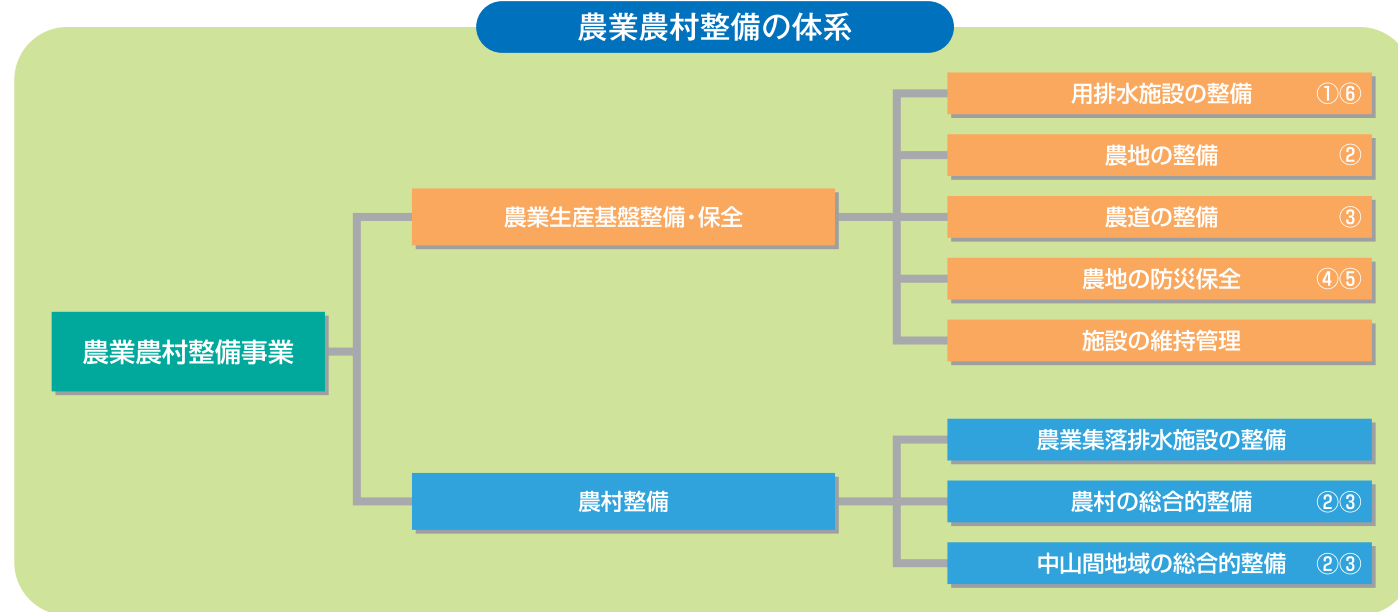 農業農村整備の体系
用排水施設の整備 ①⑥
農地の整備 ②
農業生産基盤整備・保全
農道の整備 ③
農地の防災保全 ④⑤
農業農村整備事業
施設の維持管理
農業集落排水施設の整備
農村整備
農村の総合的整備 ②③
中山間地域の総合的整備 ②③